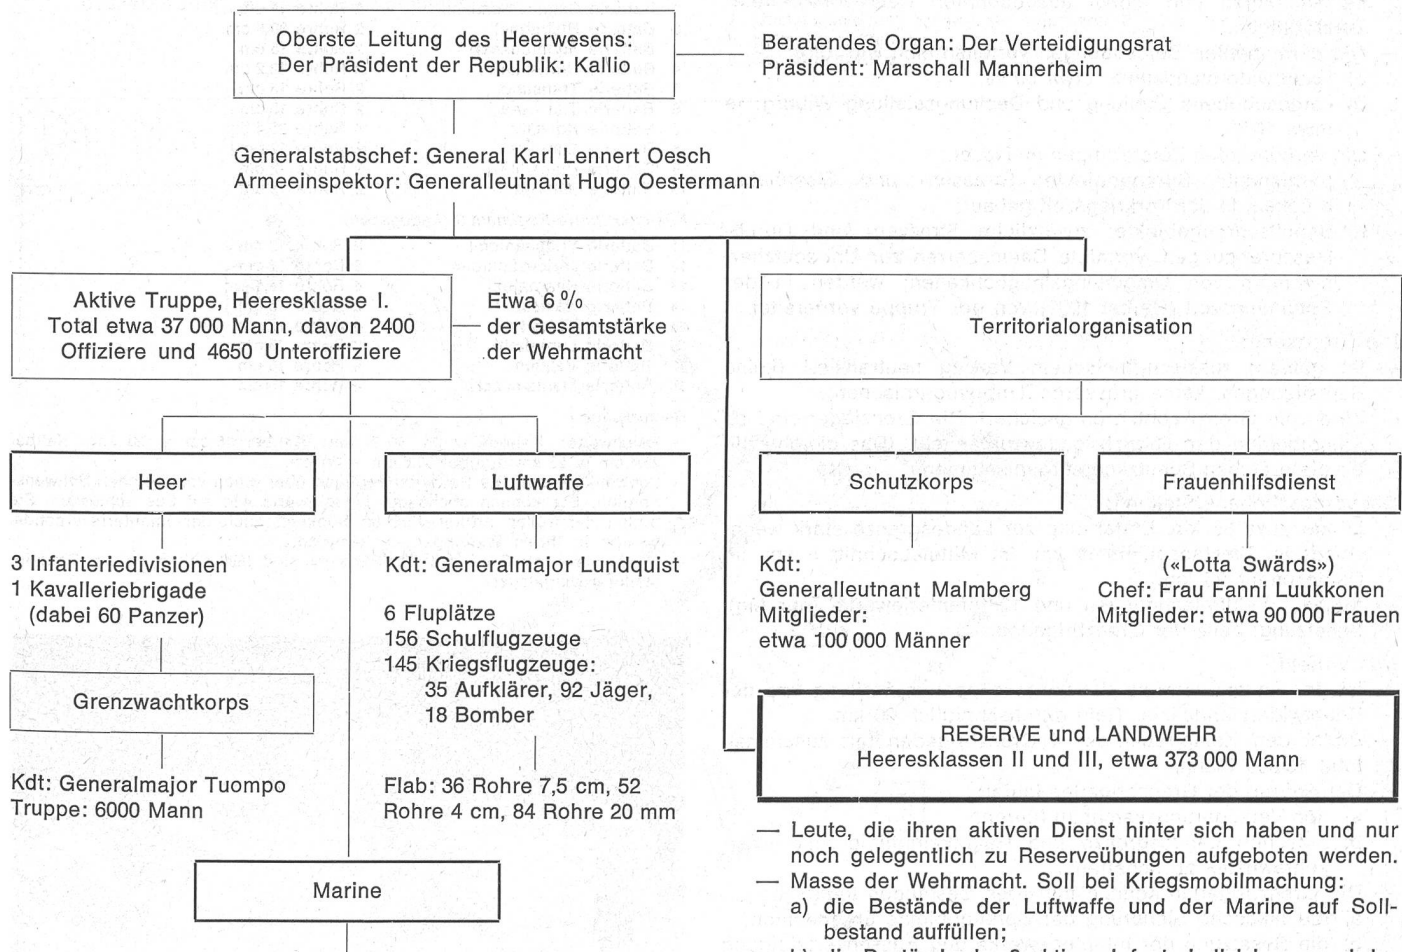 Oberste Leitung des Heerwesens:
Der Präsident der Republik: Kallio
Beratendes Organ: Der Verteidigungsrat
Präsident: Marschall Mannerheim
Generalstabschef: General Karl Lennert Oesch
Armeeinspektor: Generalleutnant Hugo Oestermann
Aktive Truppe, Heeresklasse I.
Total etwa 37 000 Mann, davon 2400
Offiziere und 4650 Unteroffiziere
Etwa 6 %
der Gesamtstärke
der Wehrmacht
Territorialorganisation
Heer
Luftwaffe
Schutzkorps
Frauenhilfsdienst
3 Infanteriedivisionen
1 Kavalleriebrigade
(dabei 60 Panzer)
Kdt: Generalmajor Lundquist
6 Fluplätze
156 Schulflugzeuge
145 Kriegsflugzeuge:
35 Aufklärer, 92 Jäger,
18 Bomber
Kdt:
Generalleutnant Malmberg
Mitglieder:
etwa 100 000 Männer
(«Lotta Swärds»)
Chef: Frau Fanni Luukkonen
Mitglieder: etwa 90 000 Frauen
Grenzwachtkorps
Kdt: Generalmajor Tuompo
Truppe: 6000 Mann
Flab: 36 Rohre 7,5 cm, 52
Rohre 4 cm, 84 Rohre 20 mm
RESERVE und LANDWEHR
Heeresklassen II und III, etwa 373 000 Mann
— Leute, die ihren aktiven Dienst hinter sich haben und nur
noch gelegentlich zu Reserveübungen aufgeboten werden.
— Masse der Wehrmacht. Soll bei Kriegsmobilmachung:
a) die Bestände der Luftwaffe und der Marine auf Soll-
bestand auffüllen;
Marine